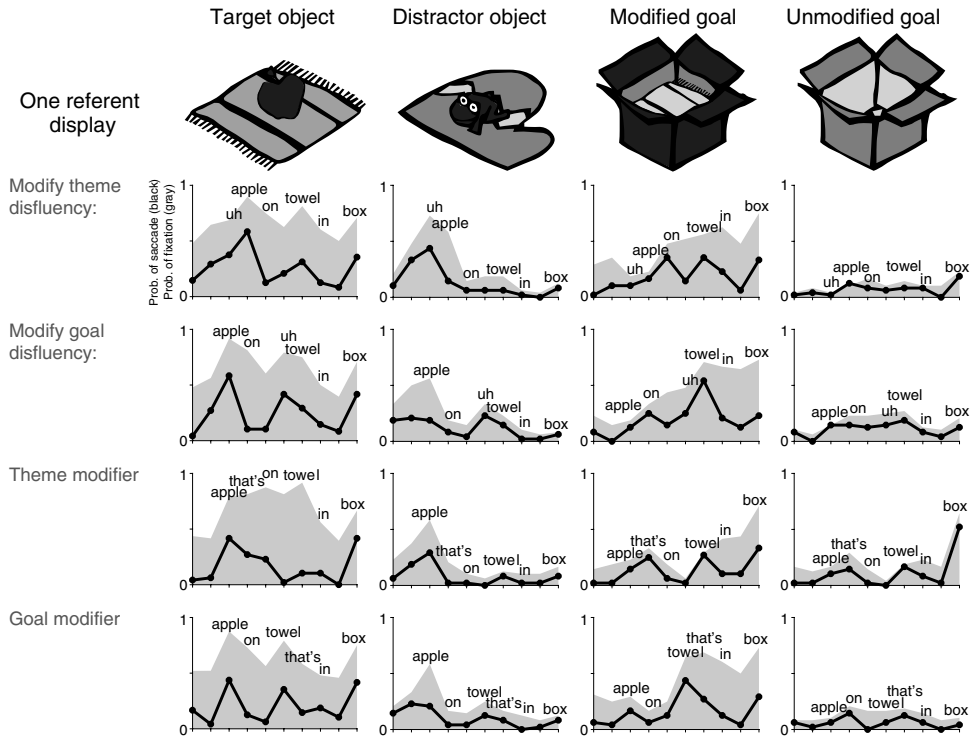 Target object
Distractor object
Modified goal
Unmodified goal
One referent
display
Modify theme
disfluency:
Prob. of saccade (black)
Prob. of fixation (gray)
1
0
uh
apple
on
towel
in
box
1
0
uh
apple
on
towel
in
box
1
0
uh
apple
on
towel
in
box
1
0
uh
apple
on
towel
in
box
Modify goal
disfluency:
1
0
apple
on
uh
towel
in
box
1
0
apple
on
uh
towel
in
box
1
0
apple
on
uh
towel
in
box
1
0
apple
on
uh
towel
in
box
Theme modifier
1
0
apple
that's
on
towel
in
box
1
0
apple
that's
on
towel
in
box
1
0
apple
that's
on
towel
in
box
1
0
apple
that's
on
towel
in
box
Goal modifier
1
0
apple
on
towel
that's
in
box
1
0
apple
on
towel
that's
in
box
1
0
apple
on
towel
that's
in
box
1
0
apple
on
towel
that's
in
box